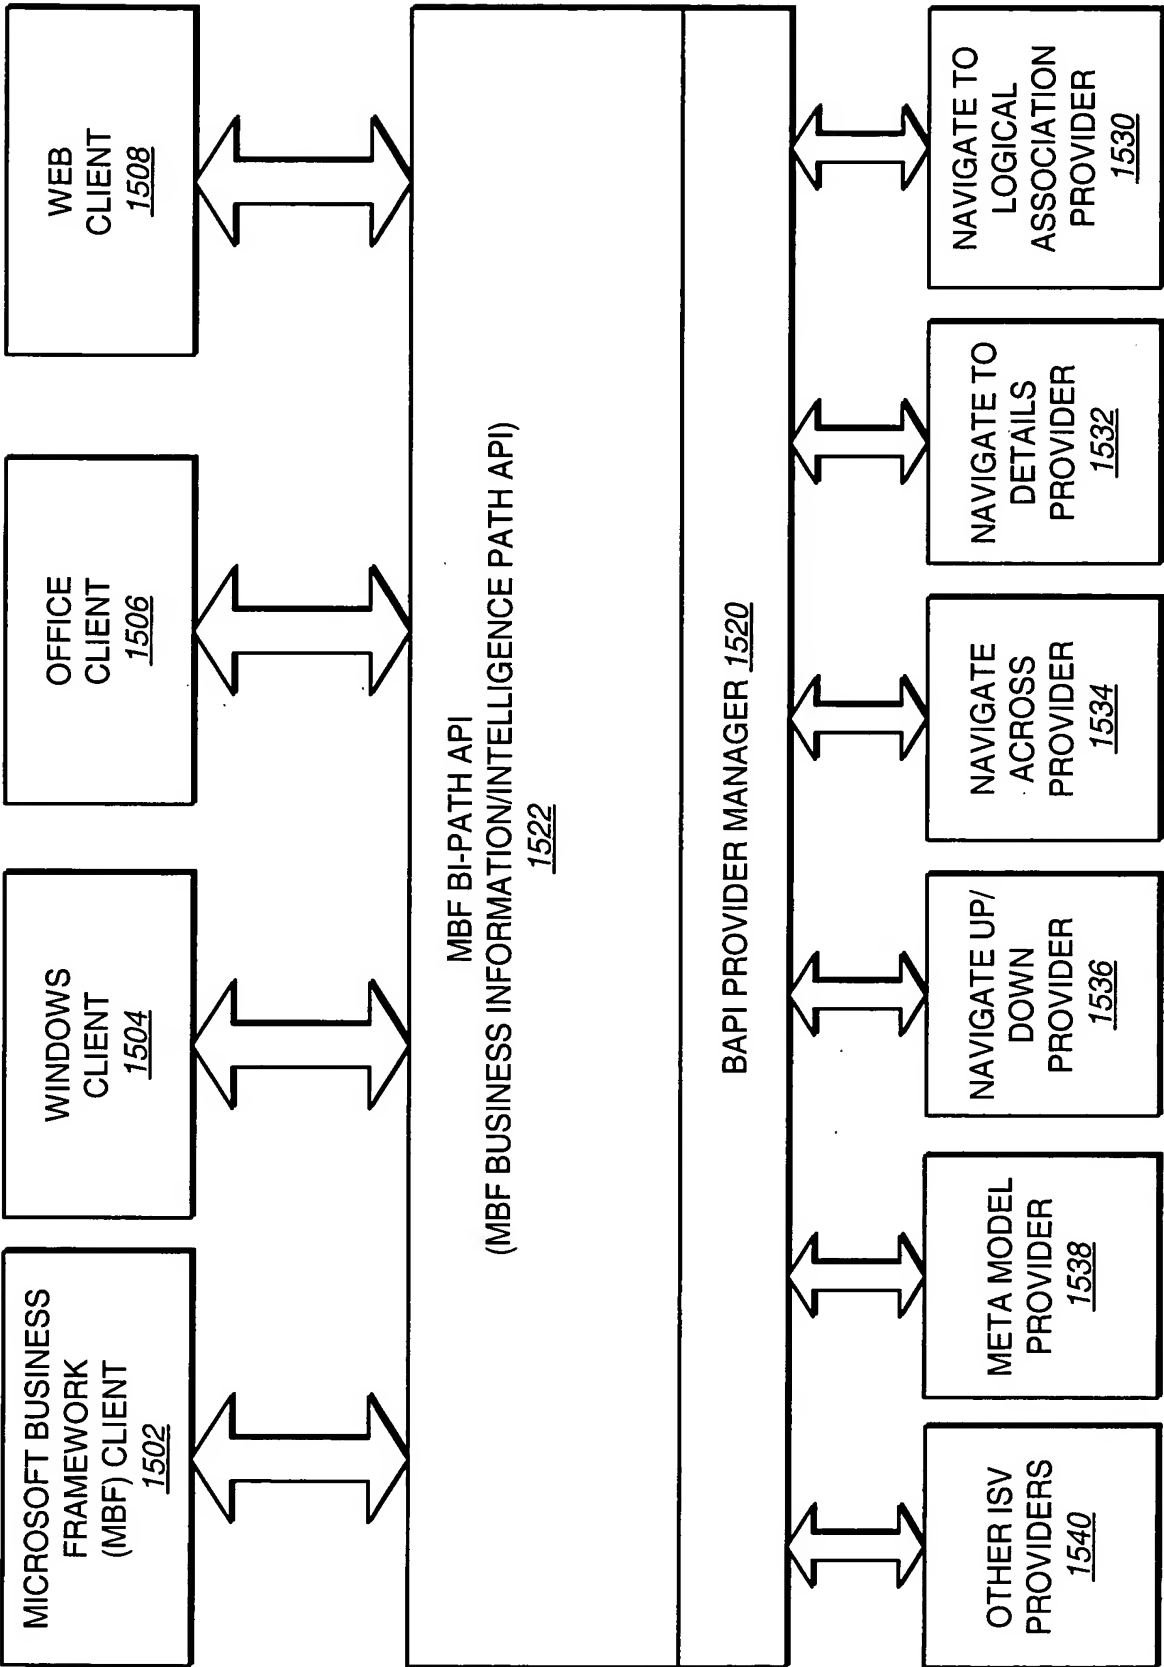 MICROSOFT BUSINESS
FRAMEWORK
(MBF) CLIENT
1502
WINDOWS
CLIENT
1504
OFFICE
CLIENT
1506
WEB
CLIENT
1508
MBF BI-PATH API
(MBF BUSINESS INFORMATION/INTELLIGENCE PATH API)
1522
BAPI PROVIDER MANAGER 1520
OTHER ISV
PROVIDERS
1540
META MODEL
PROVIDER
1538
NAVIGATE UP/
DOWN
PROVIDER
1536
NAVIGATE
ACROSS
PROVIDER
1534
NAVIGATE TO
DETAILS
PROVIDER
1532
NAVIGATE TO
LOGICAL
ASSOCIATION
PROVIDER
1530